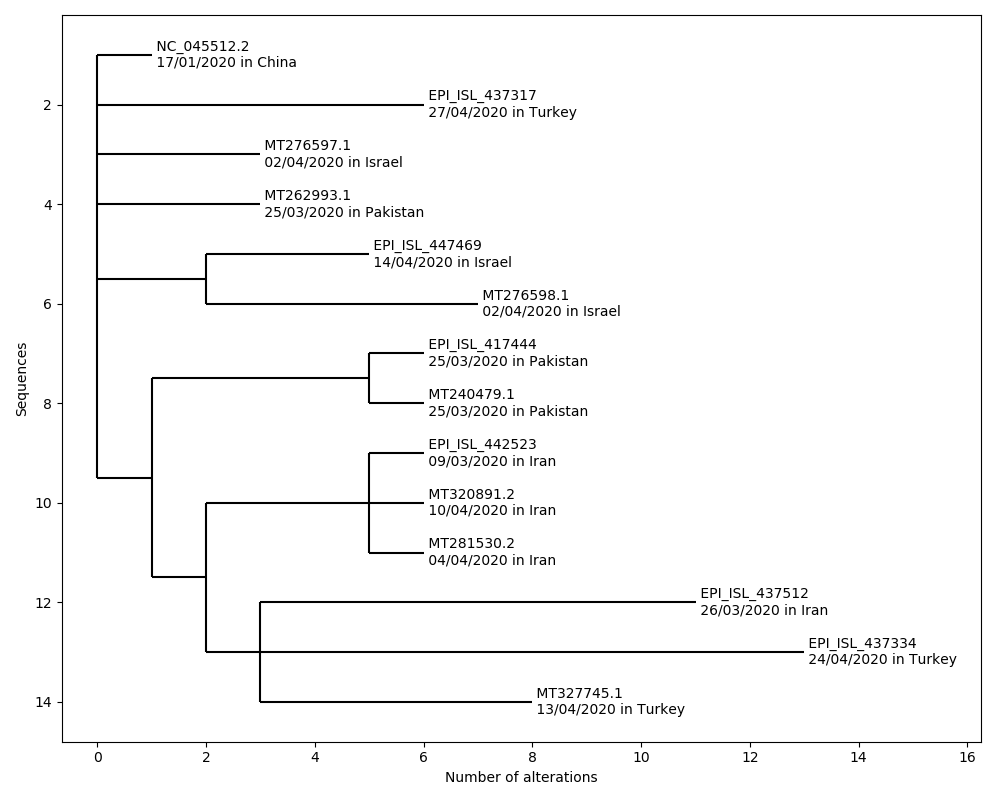 NC_045512.2
17/01/2020 in China
EPI_ISL_437317
27/04/2020 in Turkey
2
MT276597.1
02/04/2020 in Israel
MT262993.1
25/03/2020 in Pakistan
4
EPI_ISL_447469
14/04/2020 in Israel
MT276598.1
02/04/2020 in Israel
6
EPI_ISL_417444
25/03/2020 in Pakistan
Sequences
MT240479.1
25/03/2020 in Pakistan
8
EPI_ISL_442523
09/03/2020 in Iran
MT320891.2
10/04/2020 in Iran
10
MT281530.2
04/04/2020 in Iran
EPI_ISL_437512
26/03/2020 in Iran
12
EPI_ISL_437334
24/04/2020 in Turkey
MT327745.1
13/04/2020 in Turkey
14
0 2 4 6 8 10 12 14 16
Number of alterations